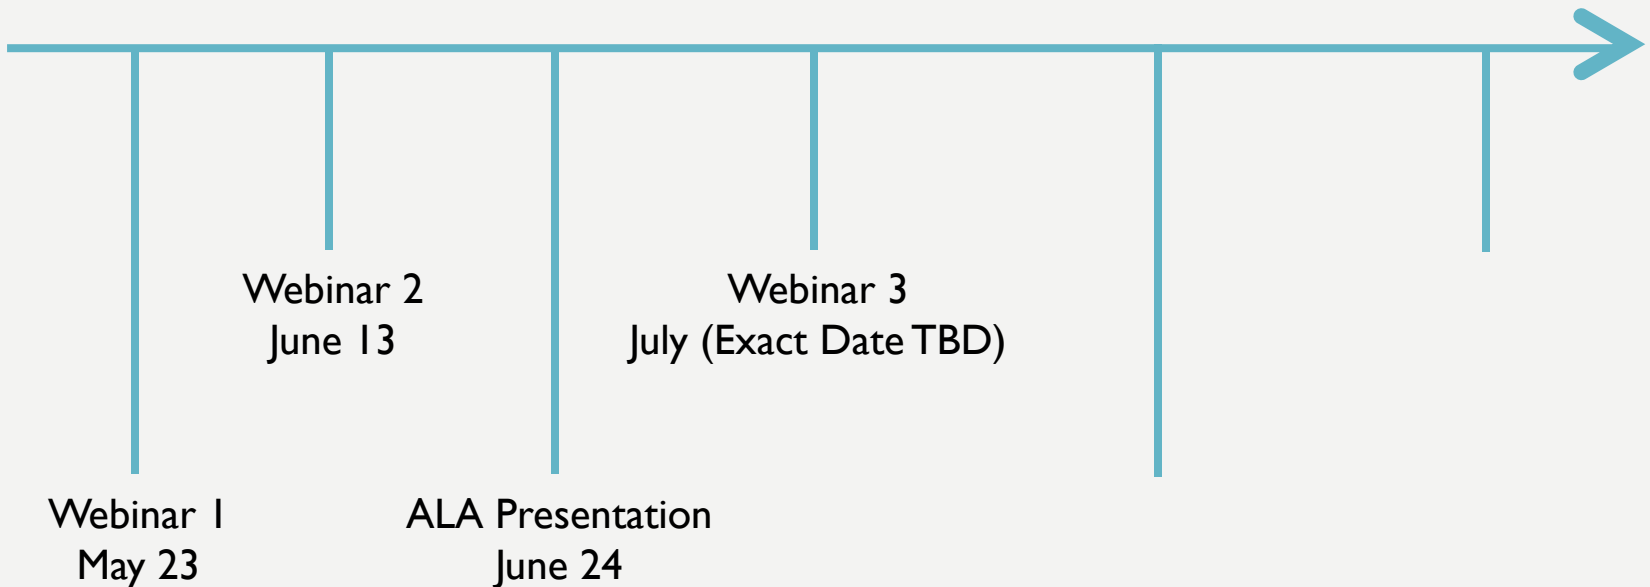 Webinar 2
June 13
Webinar 3
July (Exact Date TBD)
Webinar 1
May 23
ALA Presentation
June 24